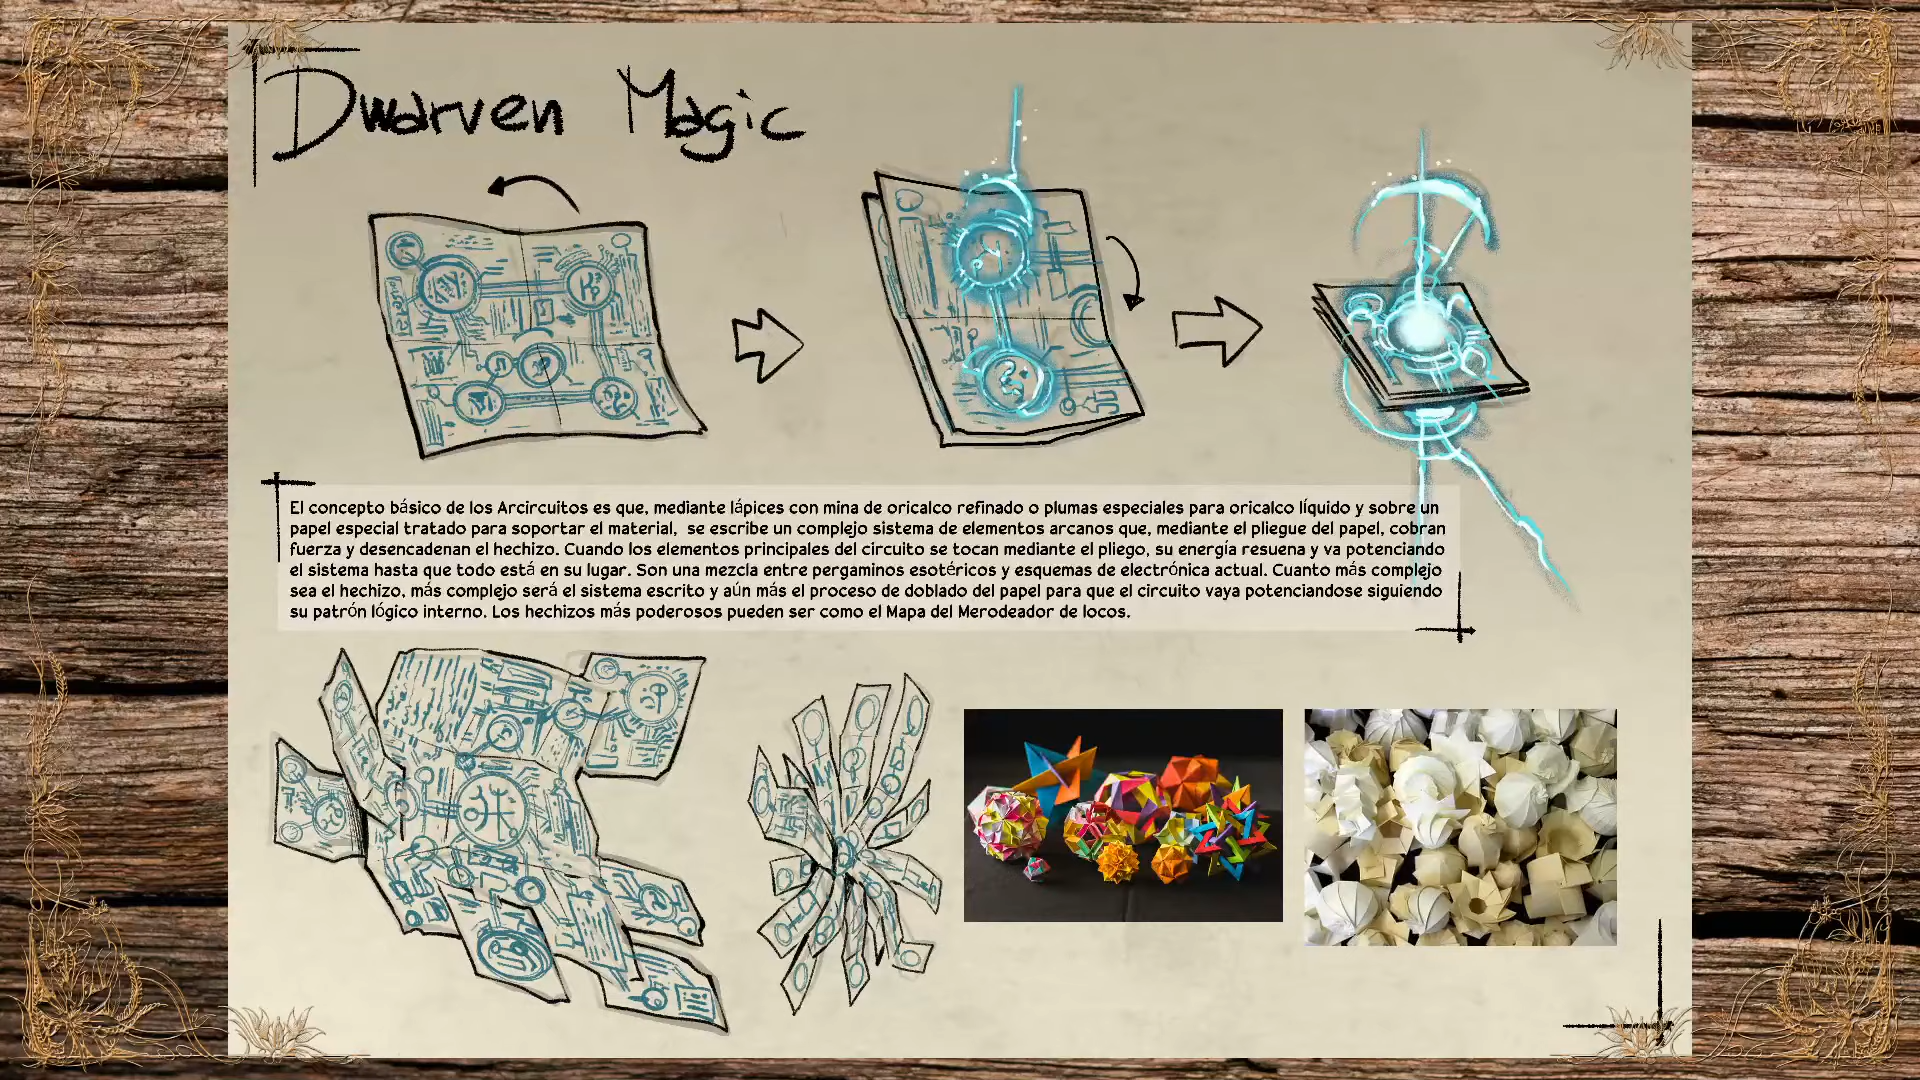 Dwarven Magic
El concepto básico de los Arcircuitos es que, mediante lápices con mina de oricalco refinado o plumas especiales para oricalco líquido y sobre un
papel especial tratado para soportar el material, se escribe un complejo sistema de elementos arcanos que, mediante el pliegue del papel, cobran
fuerza y desencadenan el hechizo. Cuando los elementos principales del circuito se tocan mediante el pliego, su energía resuena y va potenciando
el sistema hasta que todo está en su lugar. Son una mezcla entre pergaminos esotéricos y esquemas de electrónica actual. Cuanto más complejo
sea el hechizo, más complejo será el sistema escrito y aún más el proceso de doblado del papel para que el circuito vaya potenciandose siguiendo
su patrón lógico interno. Los hechizos más poderosos pueden ser como el Mapa del Merodeador de locos.